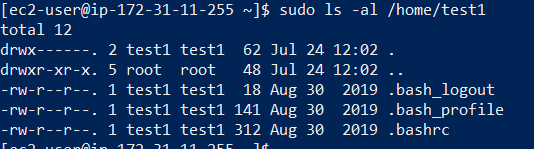 [ec2-user@ip-172-31-11-255 ~]$ sudo ls -al /home/test1
total 12
drwx------. 2 test1 test1  62 Jul 24 12:02 .
drwxr-xr-x. 5 root  root   48 Jul 24 12:02 ..
-rw-r--r--. 1 test1 test1  18 Aug 30  2019 .bash_logout
-rw-r--r--. 1 test1 test1 141 Aug 30  2019 .bash_profile
-rw-r--r--. 1 test1 test1 312 Aug 30  2019 .bashrc
[ec2-user@ip-172-31-11-255 ~]$